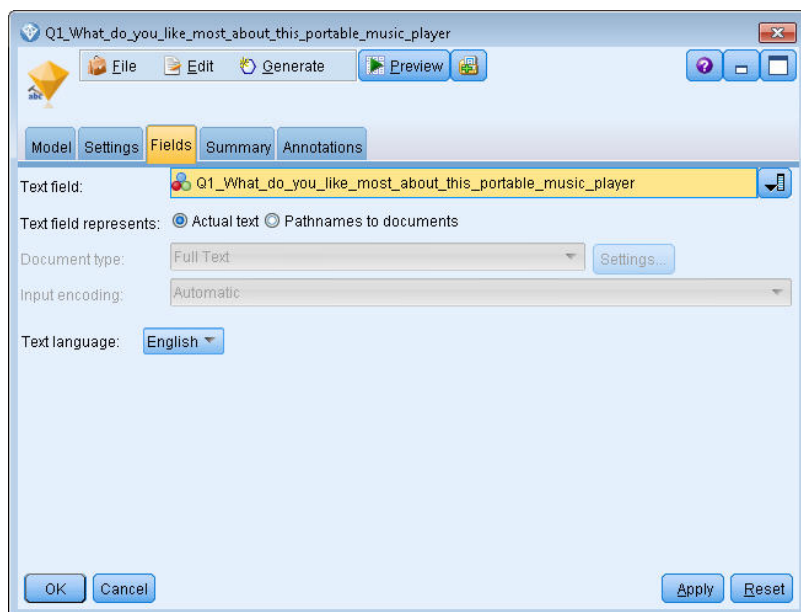 Q1_What_do_you_like_most_about_this_portable_music_player
File Edit Generate Preview
abc
Model Settings Fields Summary Annotations
Text field: Q1_What_do_you_like_most_about_this_portable_music_player
Text field represents: Actual text Pathnames to documents
Document type: Full Text Settings...
Input encoding: Automatic
Text language: English
OK Cancel Apply Reset